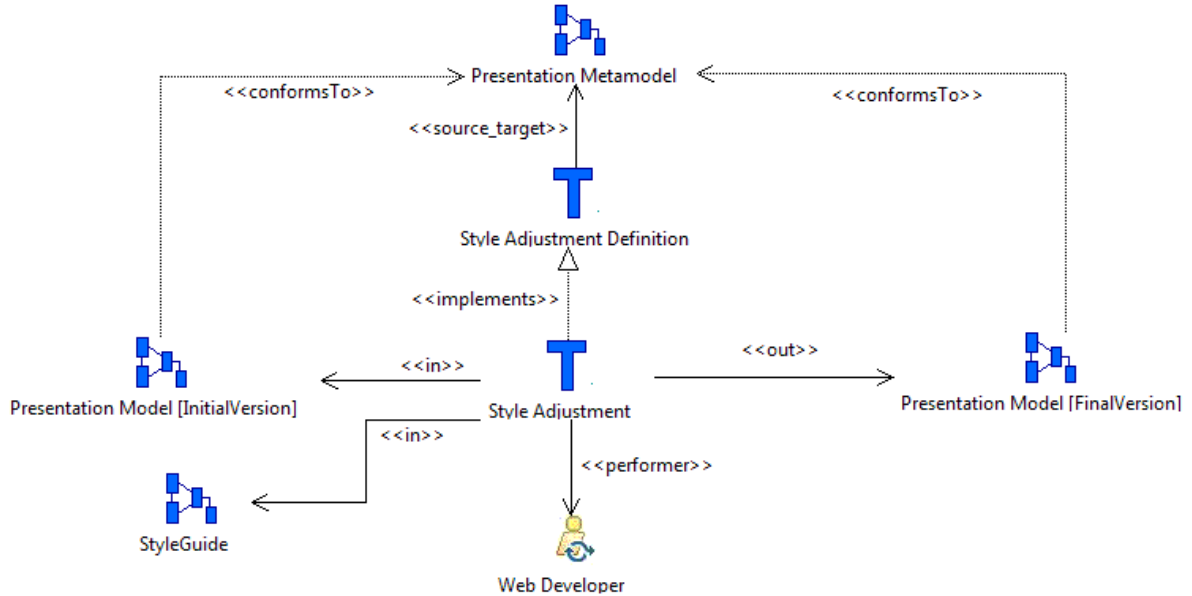 Presentation Metamodel
<<conformsTo>>
<<conformsTo>>
<<source_target>>
Style Adjustment Definition
<<implements>>
<<out>>
<<in>>
Presentation Model [InitialVersion]
Style Adjustment
Presentation Model [FinalVersion]
<<in>>
<<performer>>
StyleGuide
Web Developer